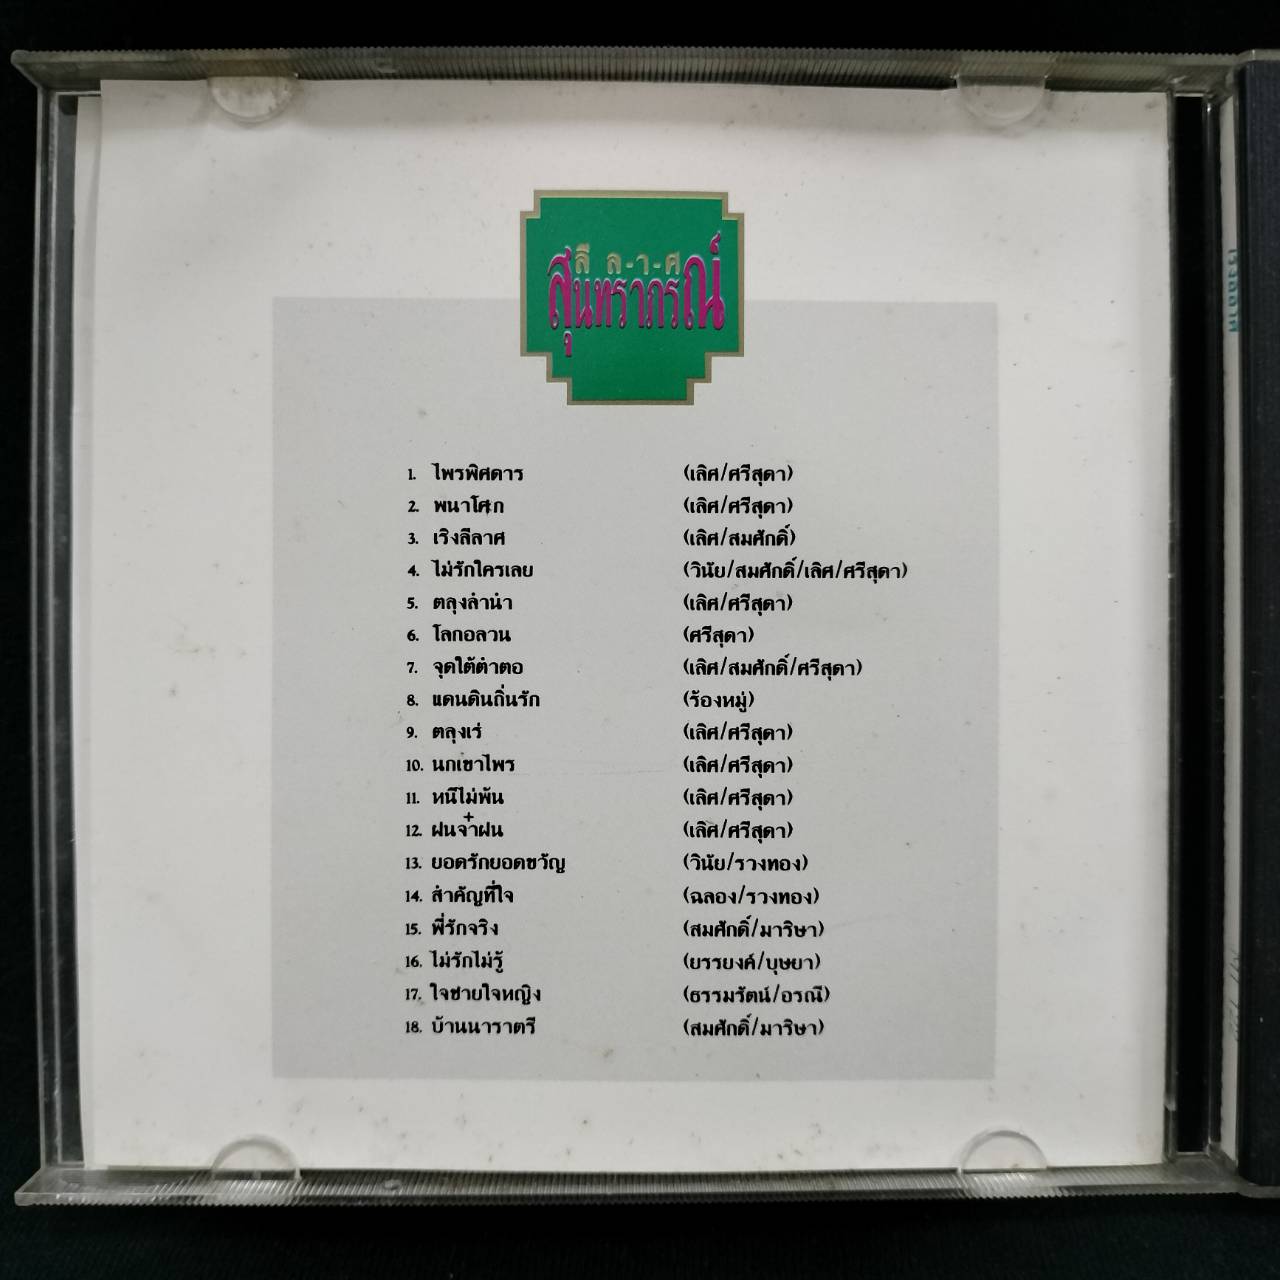 ลี ล-า-ศ
สุนทราภรณ์
1. ไพรพิศดาร (เลิศ/ศรีสุดา)
2. พนาโศก (เลิศ/ศรีสุดา)
3. เริงลีลาศ (เลิศ/สมศักดิ์)
4. ไม่รักใครเลย (วินัย/สมศักดิ์/เลิศ/ศรีสุดา)
5. ตลุงลำนำ (เลิศ/ศรีสุดา)
6. โลกอลวน (ศรีสุดา)
7. จุดใต้ตำตอ (เลิศ/สมศักดิ์/ศรีสุดา)
8. แดนดินถิ่นรัก (ร้องหมู่)
9. ตลุงเร่ (เลิศ/ศรีสุดา)
10. นกเขาไพร (เลิศ/ศรีสุดา)
11. หนีไม่พ้น (เลิศ/ศรีสุดา)
12. ฝนจ๋าฝน (เลิศ/ศรีสุดา)
13. ยอดรักยอดขวัญ (วินัย/รวงทอง)
14. สำคัญที่ใจ (ฉลอง/รวงทอง)
15. พี่รักจริง (สมศักดิ์/มาริษา)
16. ไม่รักไม่รู้ (ยรรยงค์/บุษยา)
17. ใจชายใจหญิง (ธรรมรัตน์/อรณี)
18. บ้านนาราตรี (สมศักดิ์/มาริษา)